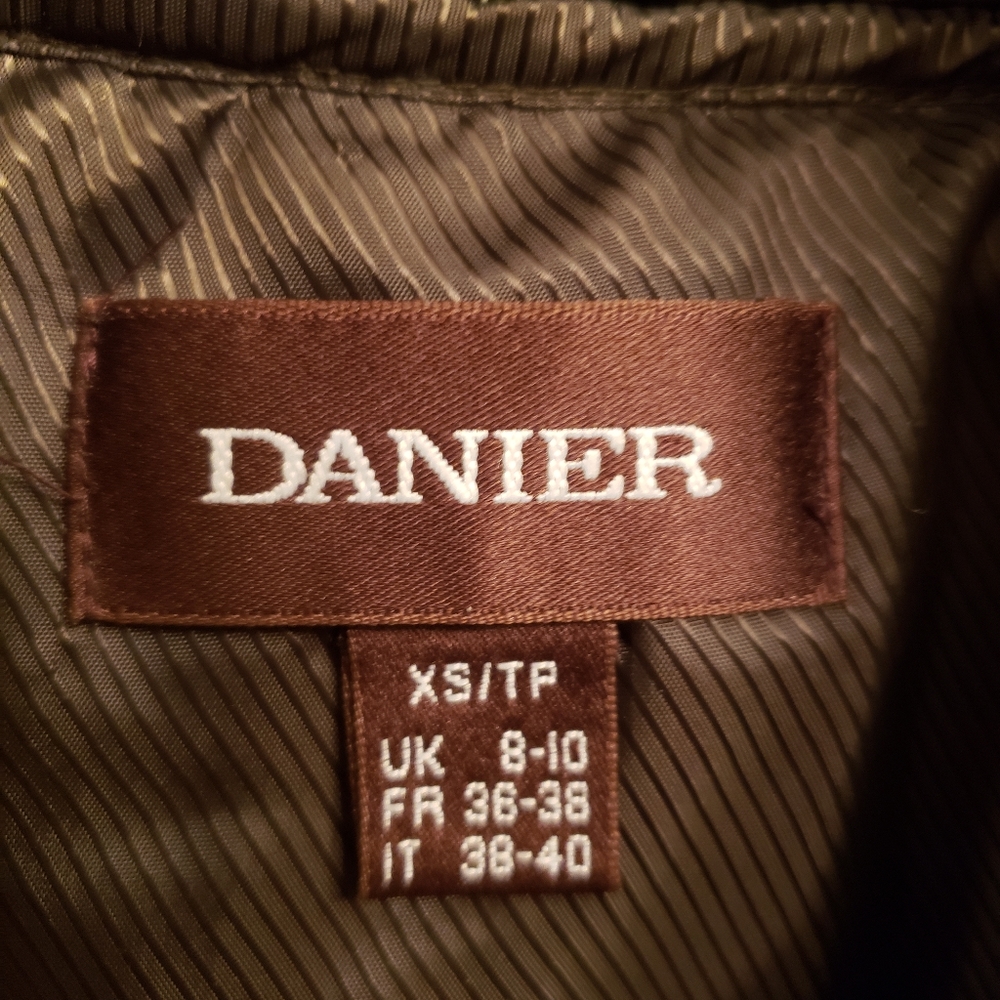 DANIER
XS/TP
UK 8-10
FR 36-38
IT 38-40